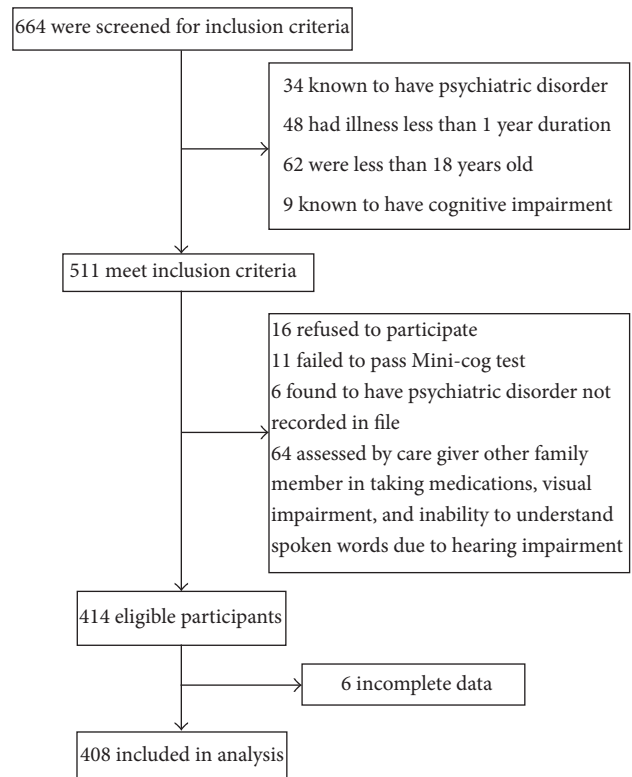 664 were screened for inclusion criteria
34 known to have psychiatric disorder
48 had illness less than 1 year duration
62 were less than 18 years old
9 known to have cognitive impairment
511 meet inclusion criteria
16 refused to participate
11 failed to pass Mini-cog test
6 found to have psychiatric disorder not
recorded in file
64 assessed by care giver other family
member in taking medications, visual
impairment, and inability to understand
spoken words due to hearing impairment
414 eligible participants
6 incomplete data
408 included in analysis